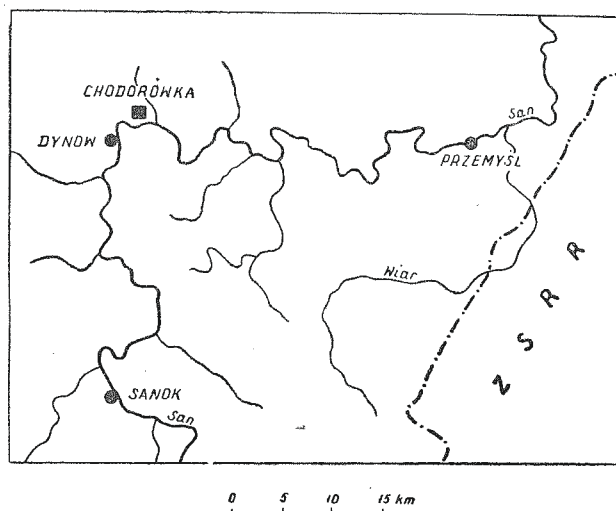 CHODORÓWKA
San
DYNÓW
PRZEMYŚL
Wiar
Z S R R
SANOK
San
0 5 10 15 km